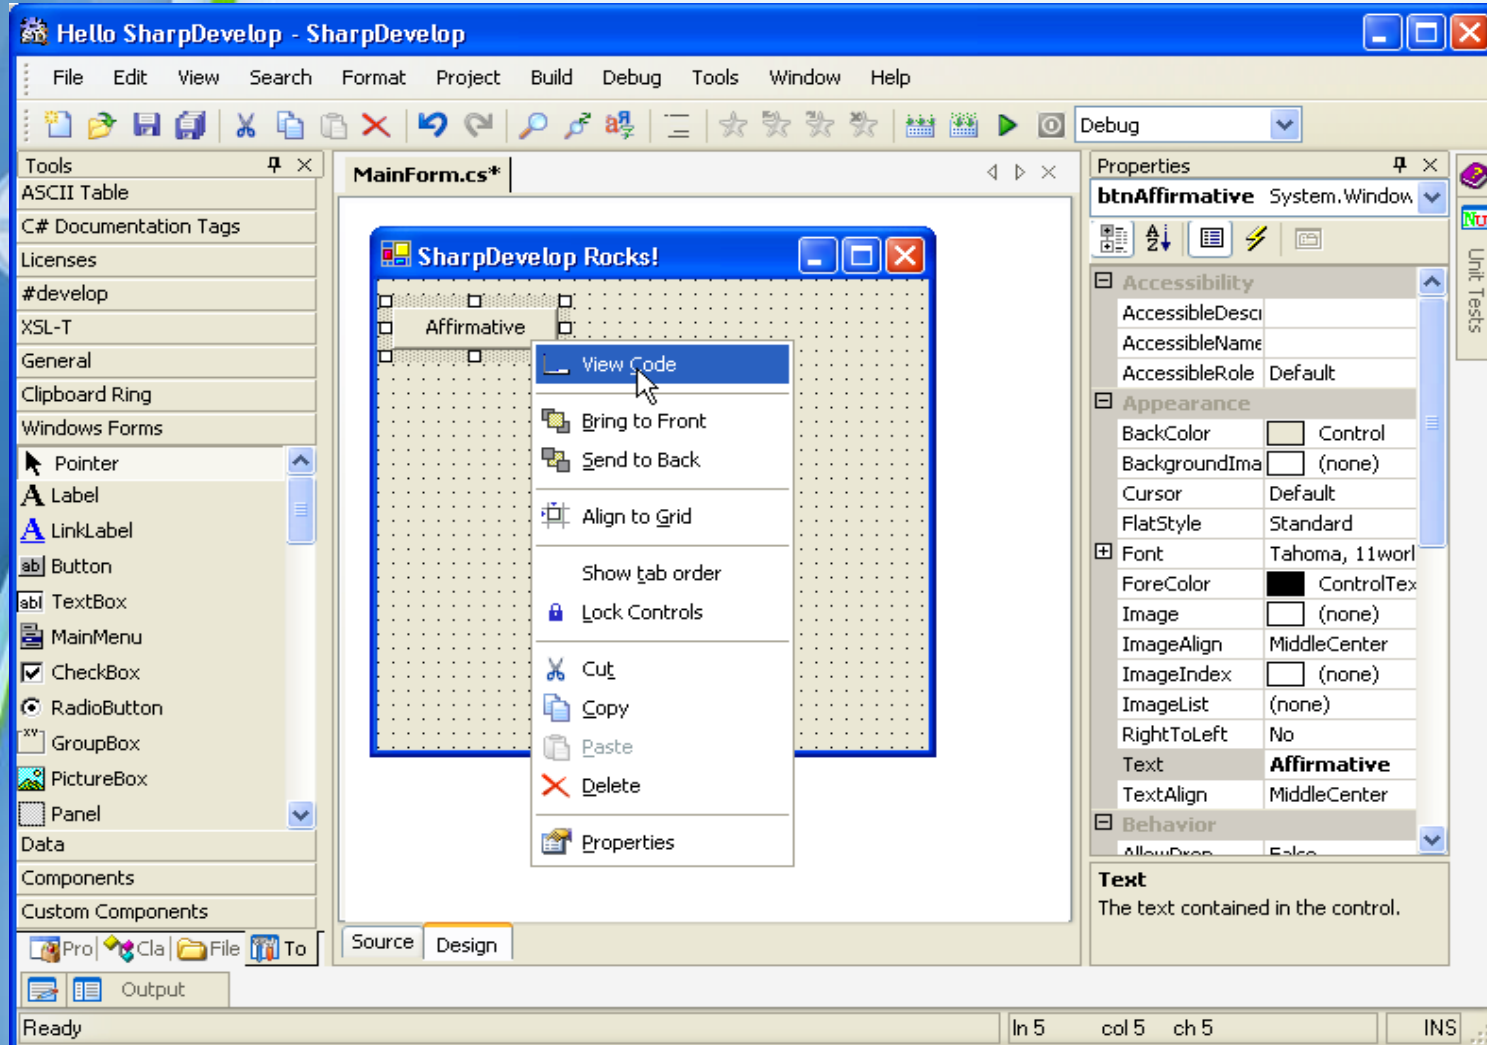 Hello SharpDevelop - SharpDevelop
File Edit View Search Format Project Build Debug Tools Window Help
Debug
Tools
ASCII Table
C# Documentation Tags
Licenses
#develop
XSL-T
General
Clipboard Ring
Windows Forms
Pointer
Label
LinkLabel
Button
TextBox
MainMenu
CheckBox
RadioButton
GroupBox
PictureBox
Panel
Data
Components
Custom Components
Pro Cla File To
MainForm.cs*
SharpDevelop Rocks!
Affirmative
View Code
Bring to Front
Send to Back
Align to Grid
Show tab order
Lock Controls
Cut
Copy
Paste
Delete
Properties
Source Design
Properties
btnAffirmative System.Window
Accessibility
AccessibleDescr
AccessibleName
AccessibleRole Default
Appearance
BackColor Control
BackgroundIma (none)
Cursor Default
FlatStyle Standard
Font Tahoma, 11worl
ForeColor ControlTex
Image (none)
ImageAlign MiddleCenter
ImageIndex (none)
ImageList (none)
RightToLeft No
Text Affirmative
TextAlign MiddleCenter
Behavior
AllowDrop False
Text
The text contained in the control.
Unit Tests
Output
Ready ln 5 col 5 ch 5 INS